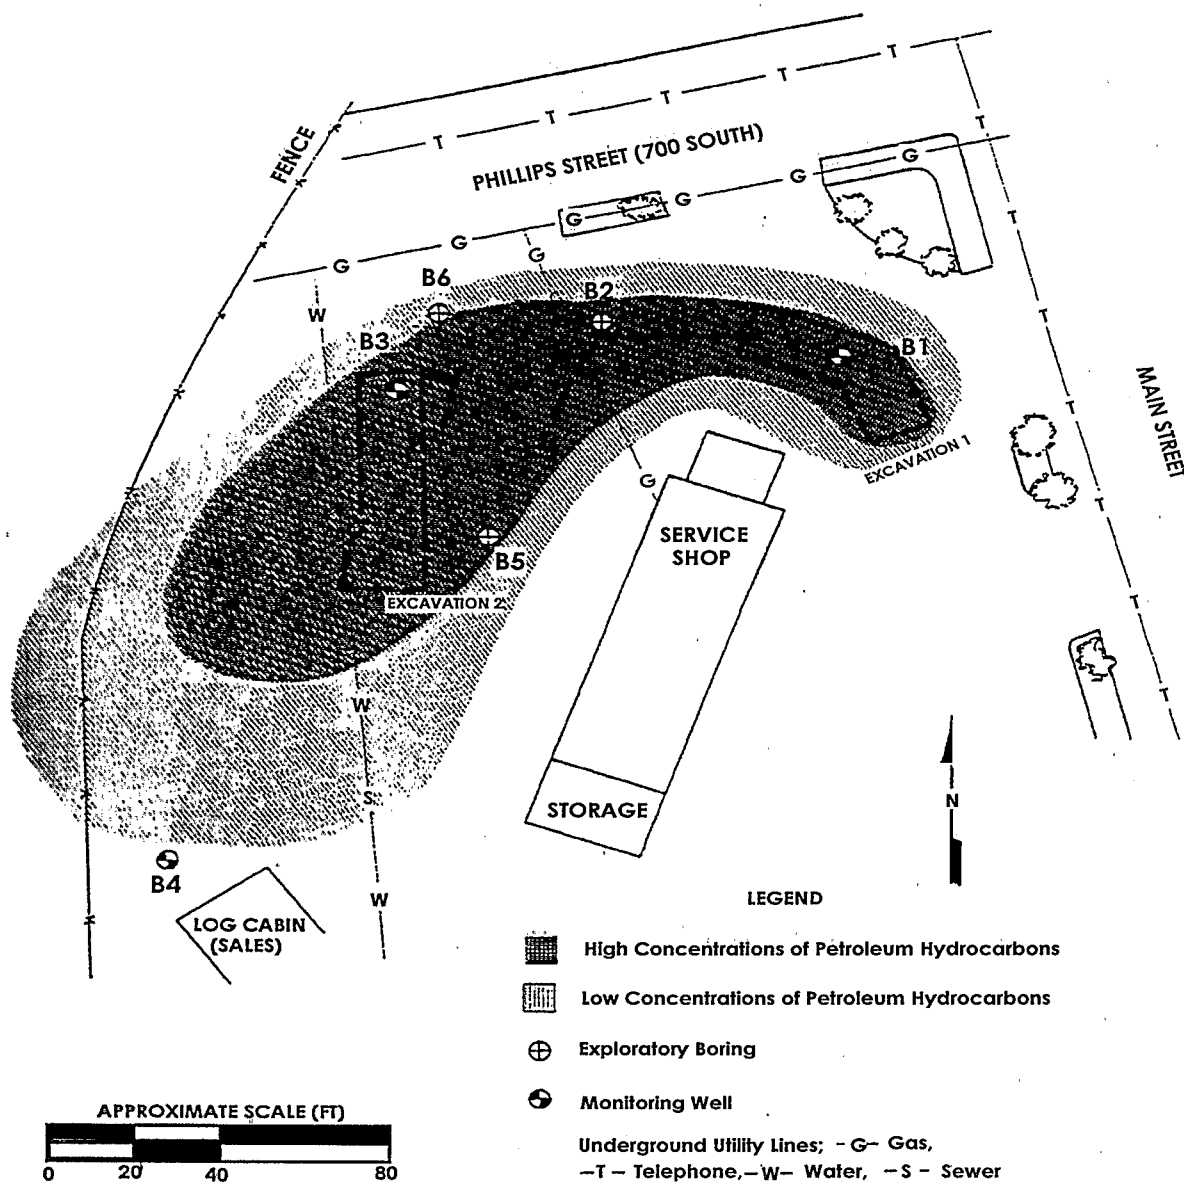 T
T
T
T
T
FENCE
PHILLIPS STREET (700 SOUTH)
T
G
G
G
G
G
G
G
T
W
B6
B2
B3
B1
T
MAIN STREET
T
EXCAVATION 1
G
SERVICE
SHOP
T
B5
EXCAVATION 2
T
W
T
S
STORAGE
N
B4
W
LOG CABIN
(SALES)
LEGEND
High Concentrations of Petroleum Hydrocarbons
Low Concentrations of Petroleum Hydrocarbons
Exploratory Boring
Monitoring Well
Underground Utility Lines; - G- Gas,
-T- Telephone, -W- Water, -S- Sewer
APPROXIMATE SCALE (FT)
0 20 40 80